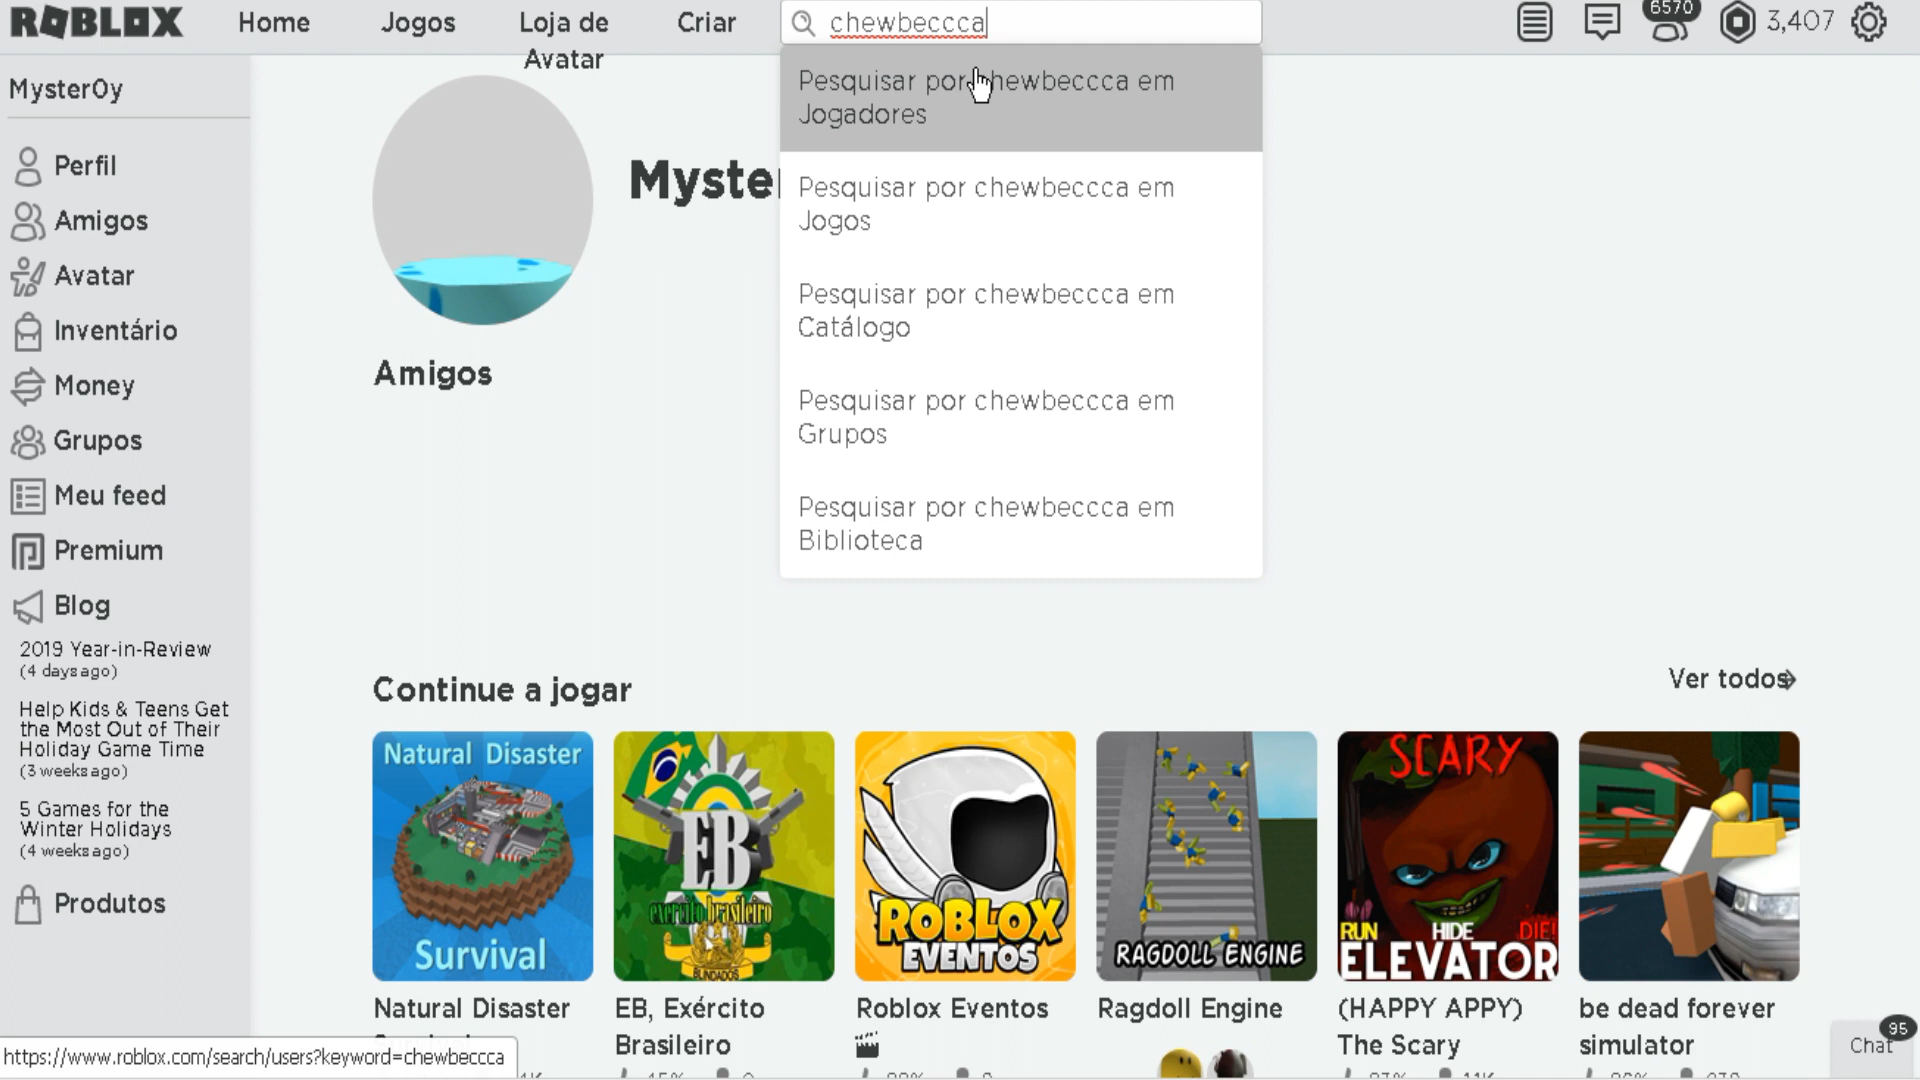 ROBLOX
Home
Jogos
Loja de
Avatar
Criar
chewbeccca
6570
3,407
MysterOy
Perfil
Amigos
Avatar
Inventário
Money
Grupos
Meu feed
Premium
Blog
2019 Year-in-Review
(4 days ago)
Help Kids & Teens Get
the Most Out of Their
Holiday Game Time
(3 weeks ago)
5 Games for the
Winter Holidays
(4 weeks ago)
Produtos
Pesquisar por chewbeccca em
Jogadores
Pesquisar por chewbeccca em
Jogos
Pesquisar por chewbeccca em
Catálogo
Pesquisar por chewbeccca em
Grupos
Pesquisar por chewbeccca em
Biblioteca
Myster
Amigos
Continue a jogar
Ver todos
Natural Disaster
Survival
EB
exercito brasileiro
BLINDADOS
ROBLOX
EVENTOS
RAGDOLL ENGINE
SCARY
RUN HIDE DIE!
ELEVATOR
Natural Disaster
EB, Exército
Brasileiro
Roblox Eventos
Ragdoll Engine
(HAPPY APPY)
The Scary
be dead forever
simulator
Chat
95
https://www.roblox.com/search/users?keyword=chewbeccca